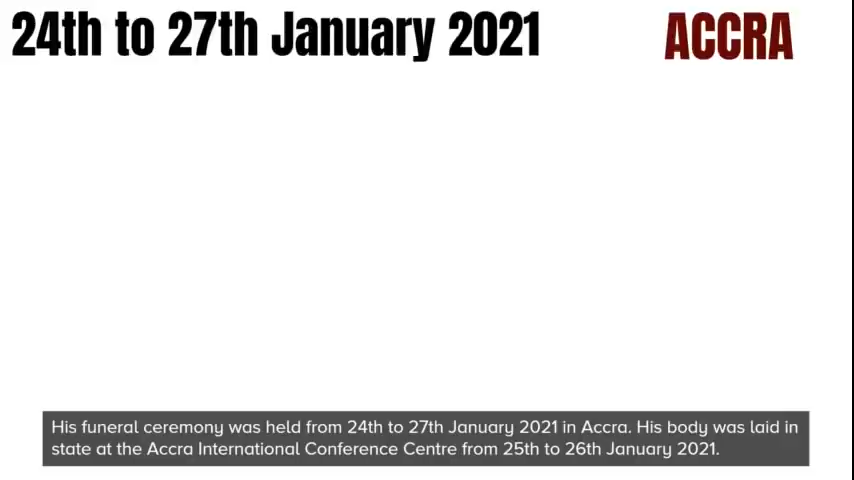 24th to 27th January 2021 ACCRA
His funeral ceremony was held from 24th to 27th January 2021 in Accra. His body was laid in
state at the Accra International Conference Centre from 25th to 26th January 2021.